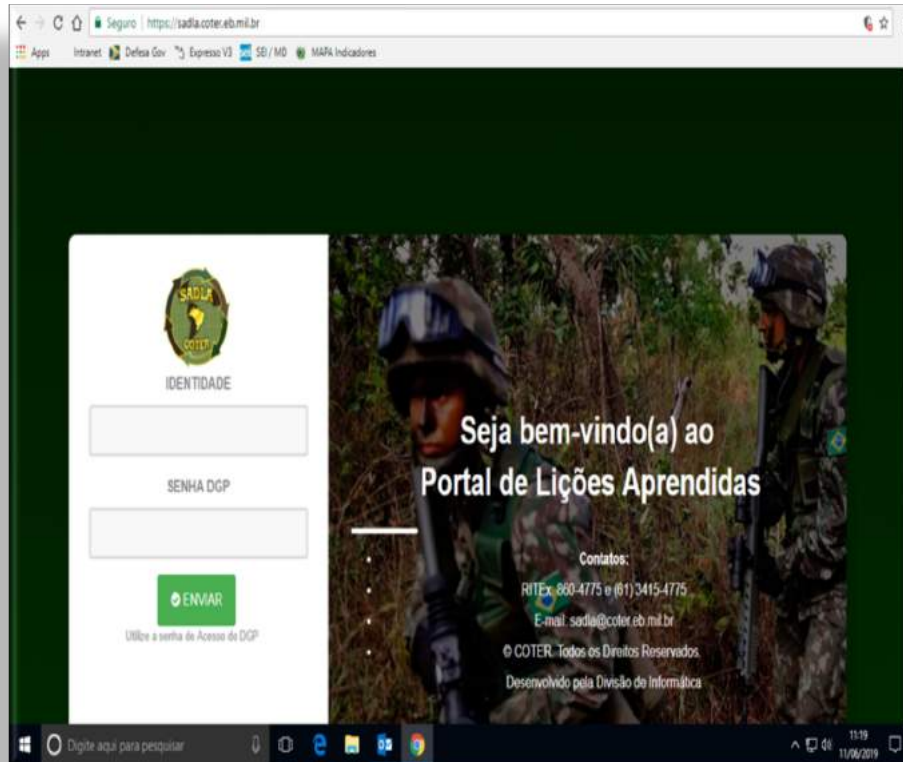 Seguro | https://sadla.coter.eb.mil.br
Apps Intranet Defesa Gov Expresso V3 SEI / MD MAPA Indicadores
SADLA
COTER
IDENTIDADE
SENHA DGP
ENVIAR
Utilize a senha de Acesso do DGP
Seja bem-vindo(a) ao
Portal de Lições Aprendidas
Contatos:
RITEx: 860-4775 e (61) 3415-4775
E-mail: sadla@coter.eb.mil.br
© COTER. Todos os Direitos Reservados.
Desenvolvido pela Divisão de Informática
Digite aqui para pesquisar
11:19
11/06/2019